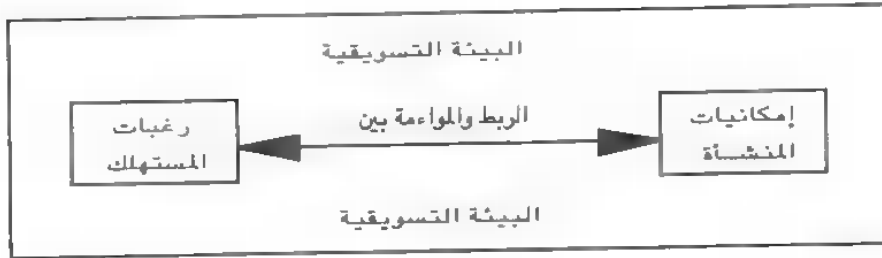 البيئة التسويقية
إمكانيات
المنشأة
الربط والمواءمة بين
رغبات
المستهلك
البيئة التسويقية